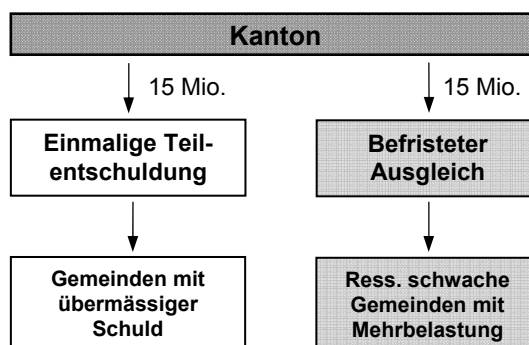 Kanton
15 Mio.
15 Mio.
Einmalige Teil-
entschuldung
Befristeter
Ausgleich
Gemeinden mit
übermässiger
Schuld
Ress. schwache
Gemeinden mit
Mehrbelastung